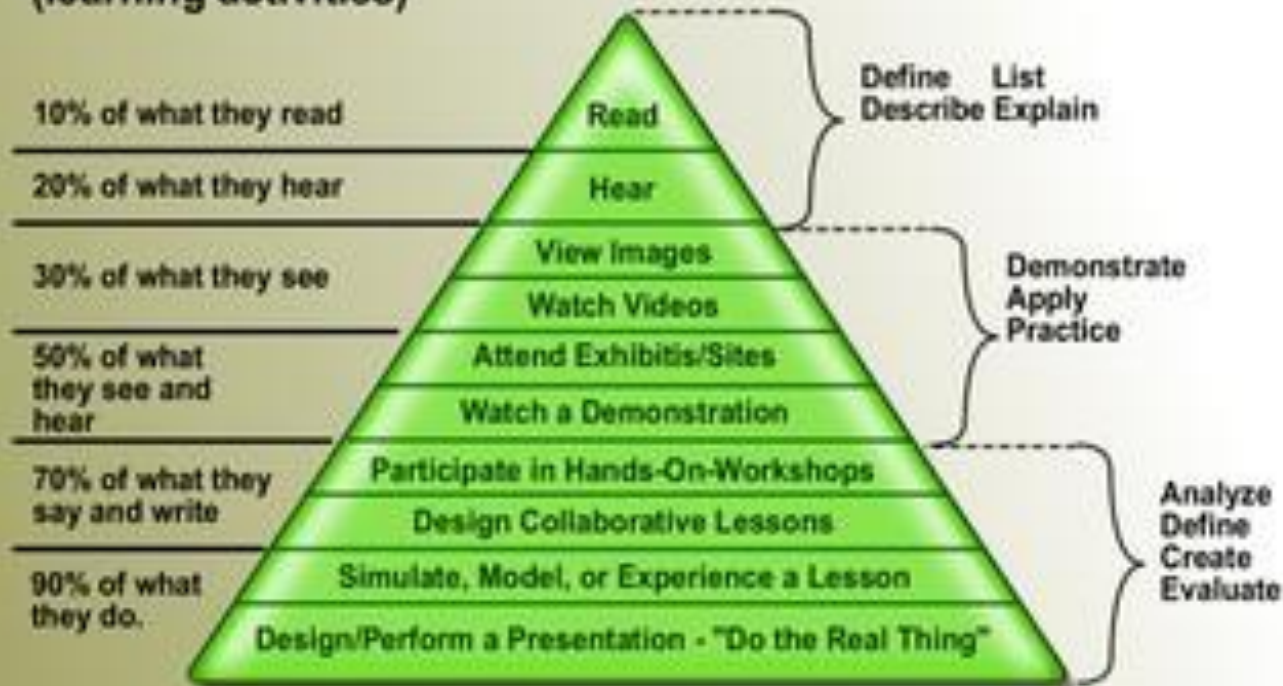 (learning activities)
10% of what they read
20% of what they hear
30% of what they see
50% of what
they see and
hear
70% of what they
say and write
90% of what
they do.
Read
Hear
View Images
Watch Videos
Attend Exhibitis/Sites
Watch a Demonstration
Participate in Hands-On-Workshops
Design Collaborative Lessons
Simulate, Model, or Experience a Lesson
Design/Perform a Presentation - "Do the Real Thing"
Define List
Describe Explain
Demonstrate
Apply
Practice
Analyze
Define
Create
Evaluate